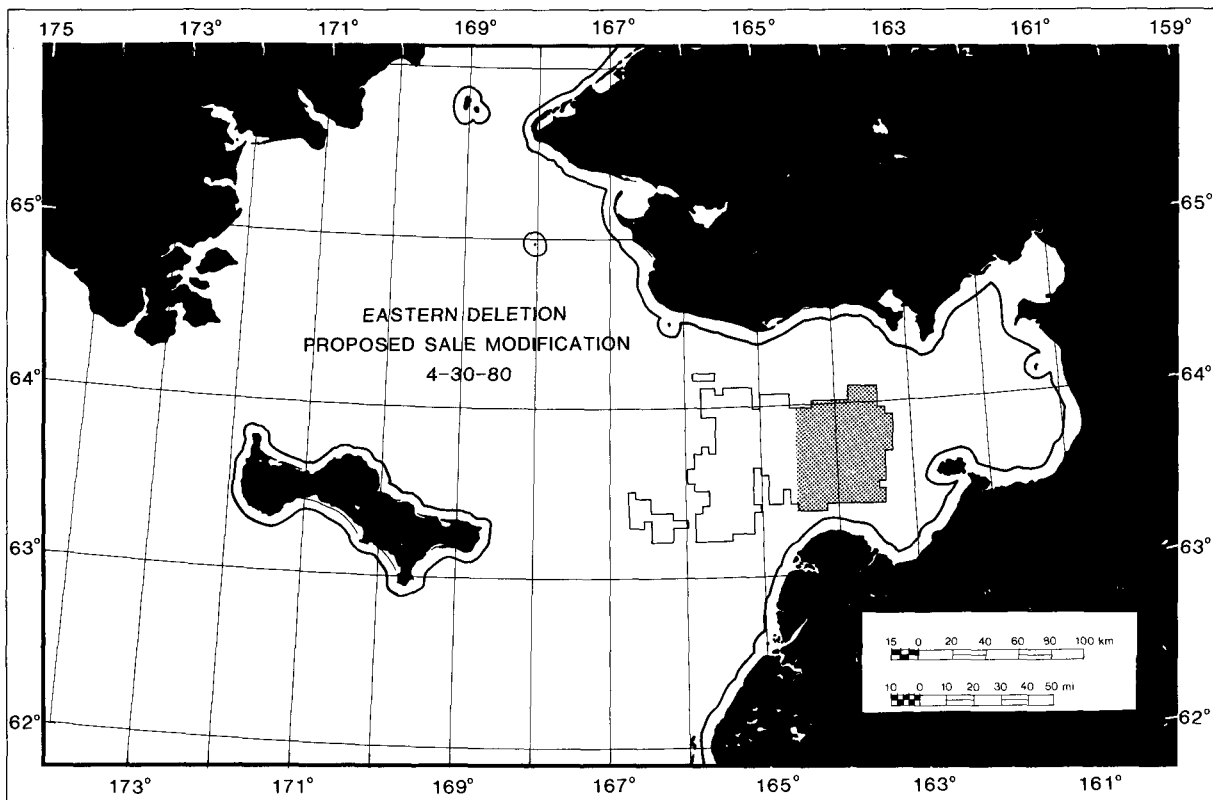 175 173° 171° 169° 167° 165° 163° 161° 159°
65° 65°
EASTERN DELETION
PROPOSED SALE MODIFICATION
4-30-80
64° 64°
63° 63°
15 0 20 40 60 80 100 km
10 0 10 20 30 40 50 mi
62° 62°
173° 171° 169° 167° 165° 163° 161°